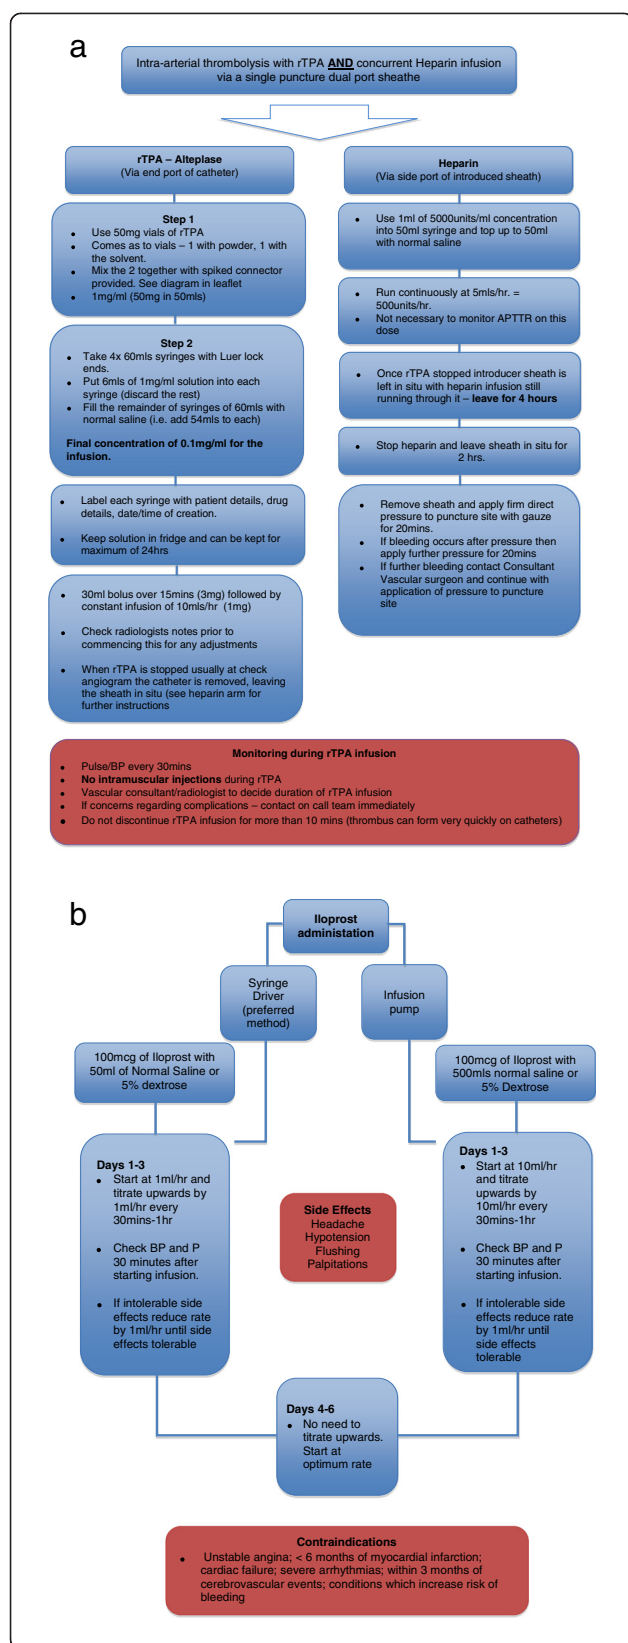 a
Intra-arterial thrombolysis with rTPA AND concurrent Heparin infusion
via a single puncture dual port sheathe
rTPA – Alteplase
(Via end port of catheter)
Step 1
• Use 50mg vials of rTPA
• Comes as to vials – 1 with powder, 1 with
the solvent.
• Mix the 2 together with spiked connector
provided. See diagram in leaflet
• 1mg/ml (50mg in 50mls)
Step 2
• Take 4x 60mls syringes with Luer lock
ends.
• Put 6mls of 1mg/ml solution into each
syringe (discard the rest)
• Fill the remainder of syringes of 60mls with
normal saline (i.e. add 54mls to each)
Final concentration of 0.1mg/ml for the
infusion.
• Label each syringe with patient details, drug
details, date/time of creation.
• Keep solution in fridge and can be kept for
maximum of 24hrs
• 30ml bolus over 15mins (3mg) followed by
constant infusion of 10mls/hr (1mg)
• Check radiologists notes prior to
commencing this for any adjustments
• When rTPA is stopped usually at check
angiogram the catheter is removed, leaving
the sheath in situ (see heparin arm for
further instructions
Heparin
(Via side port of introduced sheath)
• Use 1ml of 5000units/ml concentration
into 50ml syringe and top up to 50ml
with normal saline
• Run continuously at 5mls/hr. =
500units/hr.
• Not necessary to monitor APTTR on this
dose
• Once rTPA stopped introducer sheath is
left in situ with heparin infusion still
running through it – leave for 4 hours
• Stop heparin and leave sheath in situ for
2 hrs.
• Remove sheath and apply firm direct
pressure to puncture site with gauze
for 20mins.
• If bleeding occurs after pressure then
apply further pressure for 20mins
• If further bleeding contact Consultant
Vascular surgeon and continue with
application of pressure to puncture
site
Monitoring during rTPA infusion
• Pulse/BP every 30mins
• No intramuscular injections during rTPA
• Vascular consultant/radiologist to decide duration of rTPA infusion
• If concerns regarding complications – contact on call team immediately
• Do not discontinue rTPA infusion for more than 10 mins (thrombus can form very quickly on catheters)
b
Iloprost
administation
Syringe
Driver
(preferred
method)
100mcg of Iloprost with
50ml of Normal Saline or
5% dextrose
Days 1-3
• Start at 1ml/hr and
titrate upwards by
1ml/hr every
30mins-1hr
• Check BP and P
30 minutes after
starting infusion.
• If intolerable side
effects reduce rate
by 1ml/hr until side
effects tolerable
Infusion
pump
100mcg of Iloprost with
500mls normal saline or
5% Dextrose
Days 1-3
• Start at 10ml/hr
and titrate
upwards by
10ml/hr every
30mins-1hr
• Check BP and P
30 minutes after
starting infusion.
• If intolerable side
effects reduce rate
by 1ml/hr until
side effects
tolerable
Side Effects
Headache
Hypotension
Flushing
Palpitations
Days 4-6
• No need to
titrate upwards.
Start at
optimum rate
Contraindications
• Unstable angina; < 6 months of myocardial infarction;
cardiac failure; severe arrhythmias; within 3 months of
cerebrovascular events; conditions which increase risk of
bleeding